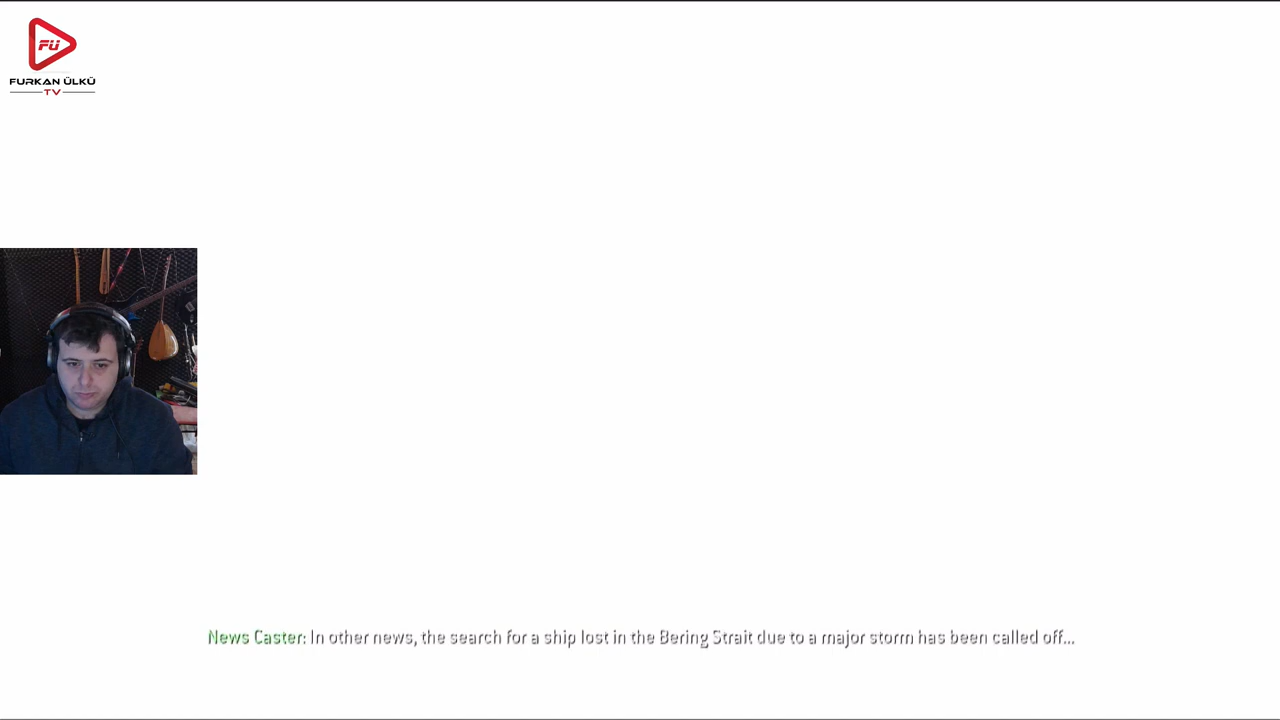 FU
FURKAN ÜLKÜ
TV
News Caster: In other news, the search for a ship lost in the Bering Strait due to a major storm has been called off...